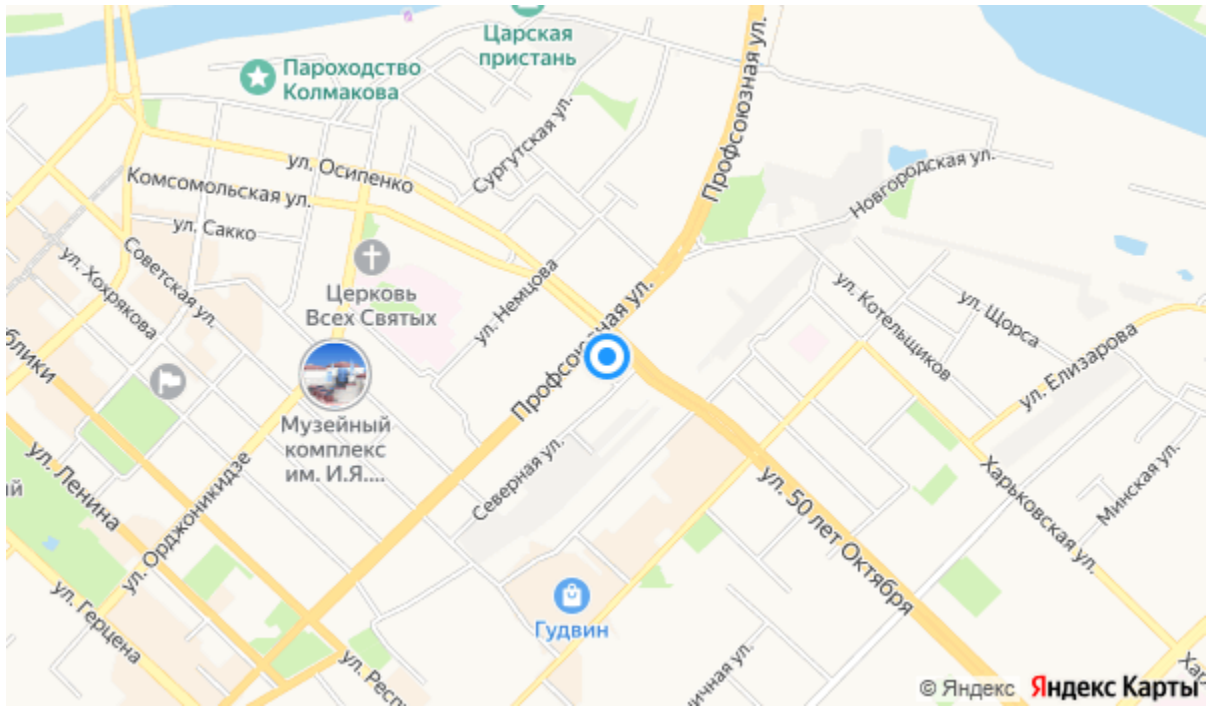 Царская
пристань
Пароходство
Колмакова
Профсоюзная ул.
Сургутская ул.
ул. Осипенко
Комсомольская ул.
Новгородская ул.
ул. Сакко
Советская ул.
ул. Хохрякова
Церковь
Всех Святых
ул. Немцова
Профсоюзная ул.
ул. Котельщиков
ул. Щорса
ул. Елизарова
Музейный
комплекс
им. И.Я....
Северная ул.
ул. Ленина
ул. Орджоникидзе
ул. 50 лет Октября
Харьковская ул.
Минская ул.
ул. Герцена
Гудвин
ул. Респ
© Яндекс Яндекс Карты